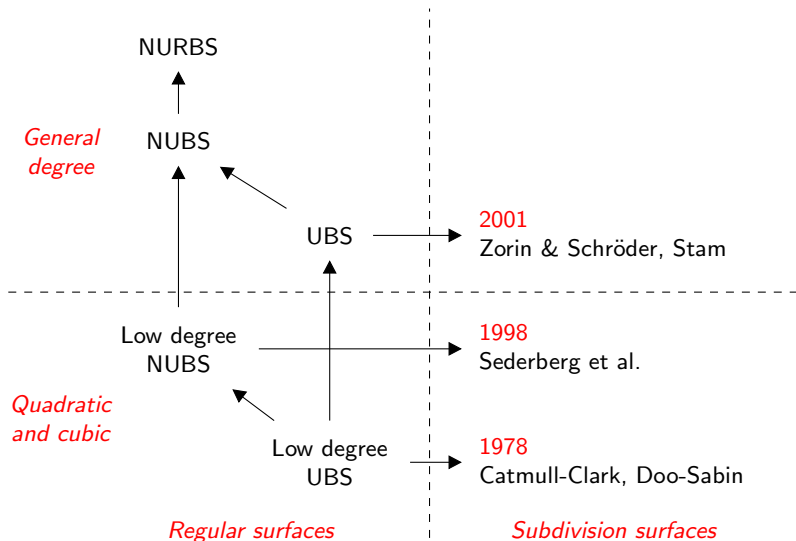 NURBS
General
degree
NUBS
UBS
2001
Zorin & Schröder, Stam
Low degree
NUBS
1998
Sederberg et al.
Quadratic
and cubic
Low degree
UBS
1978
Catmull-Clark, Doo-Sabin
Regular surfaces
Subdivision surfaces